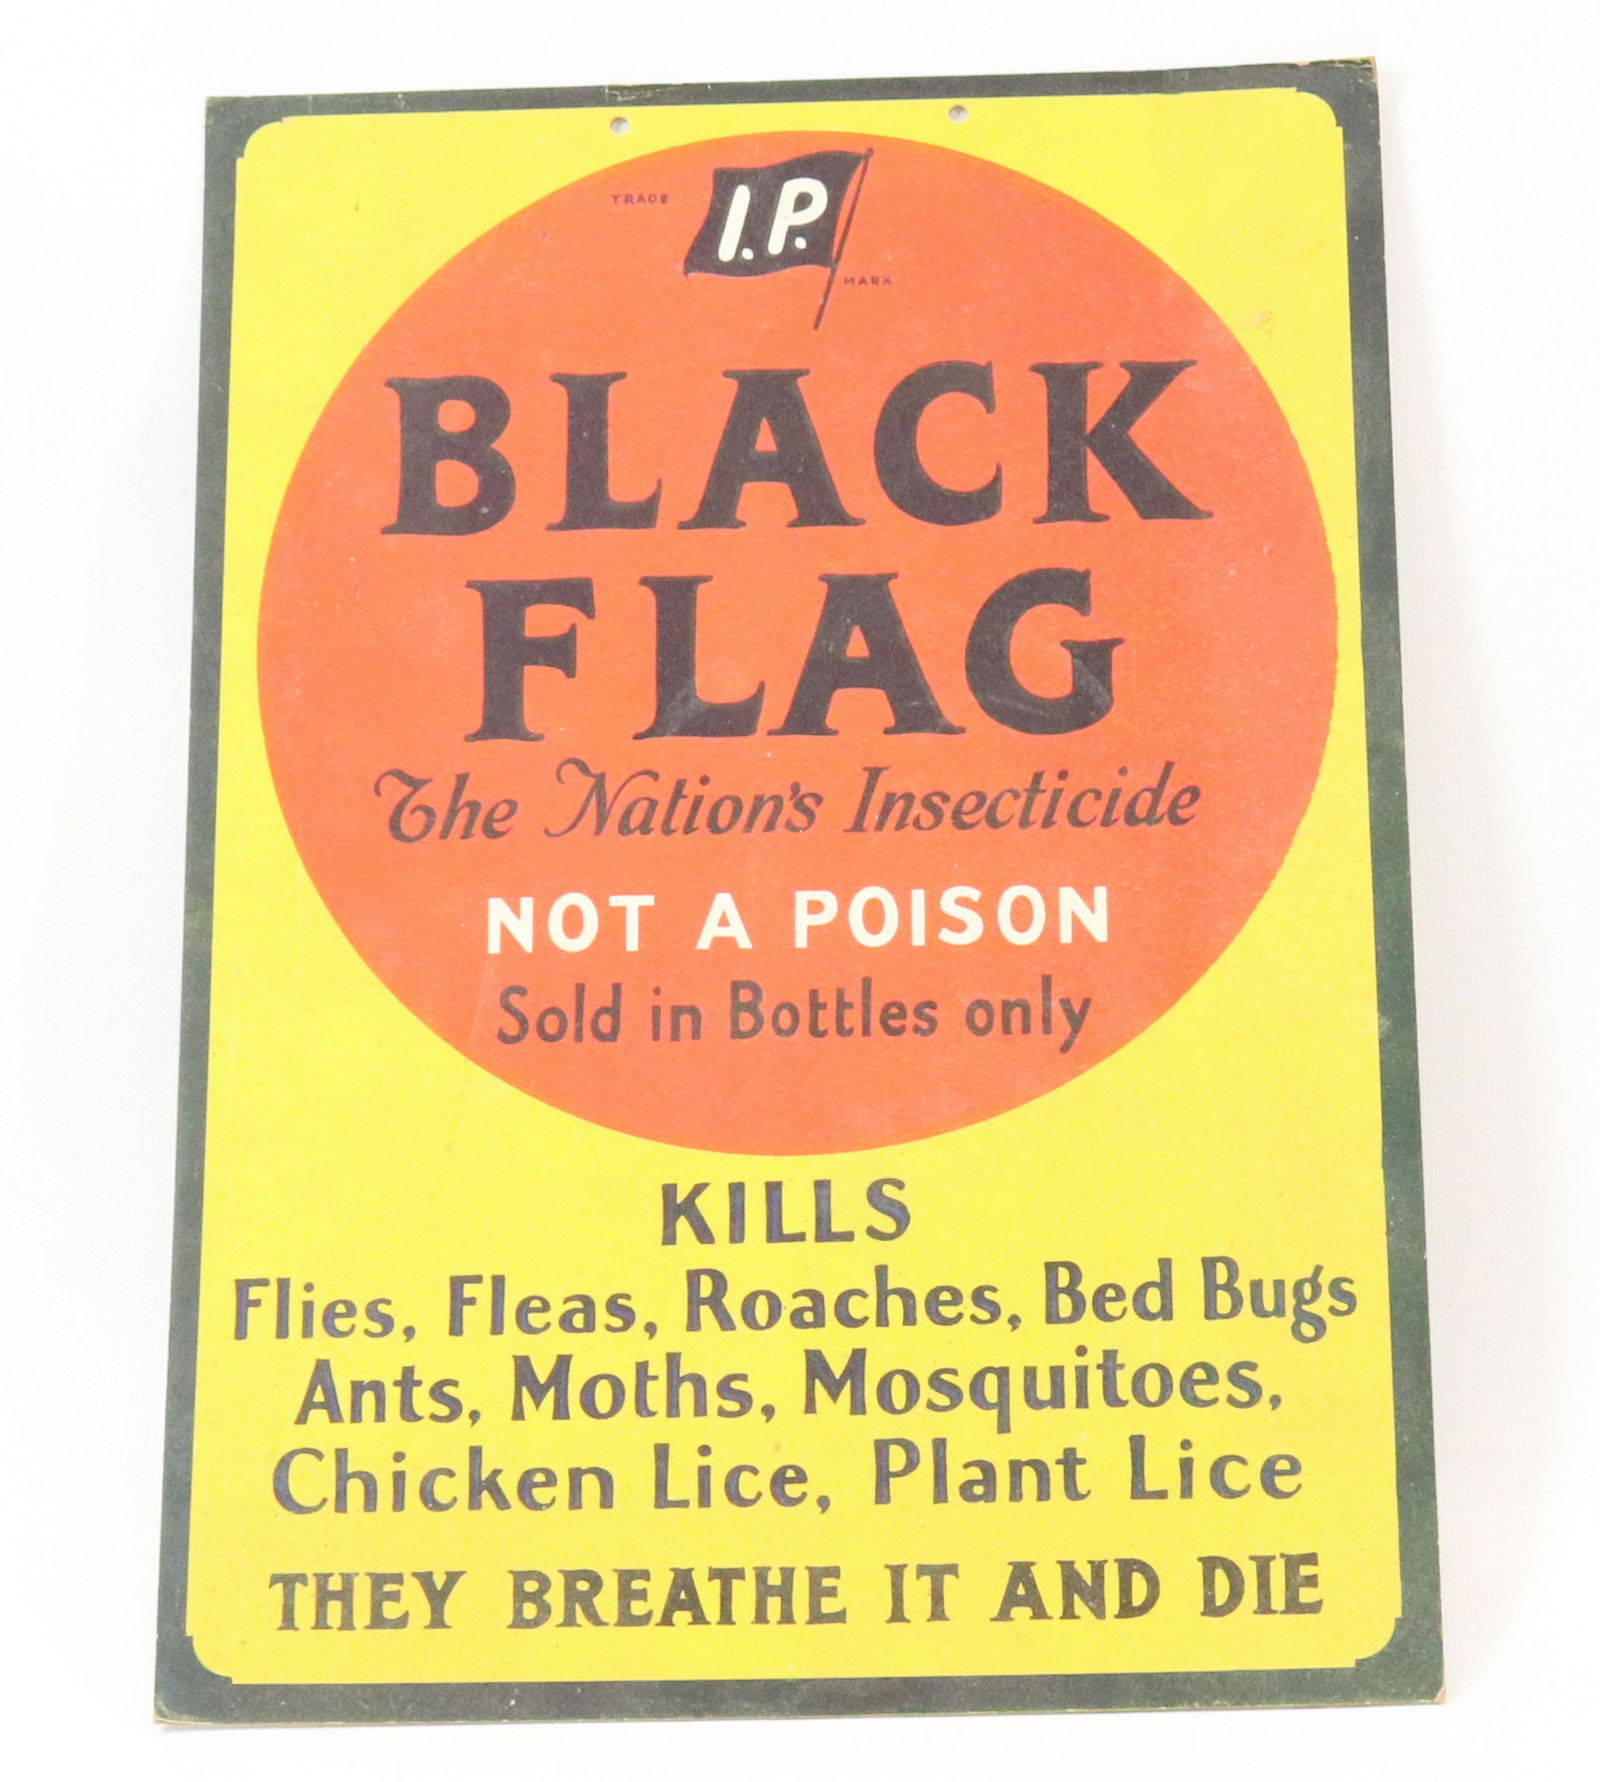 TRADE
I.P.
MARK
BLACK
FLAG
The Nation's Insecticide
NOT A POISON
Sold in Bottles only
KILLS
Flies, Fleas, Roaches, Bed Bugs
Ants, Moths, Mosquitoes,
Chicken Lice, Plant Lice
THEY BREATHE IT AND DIE